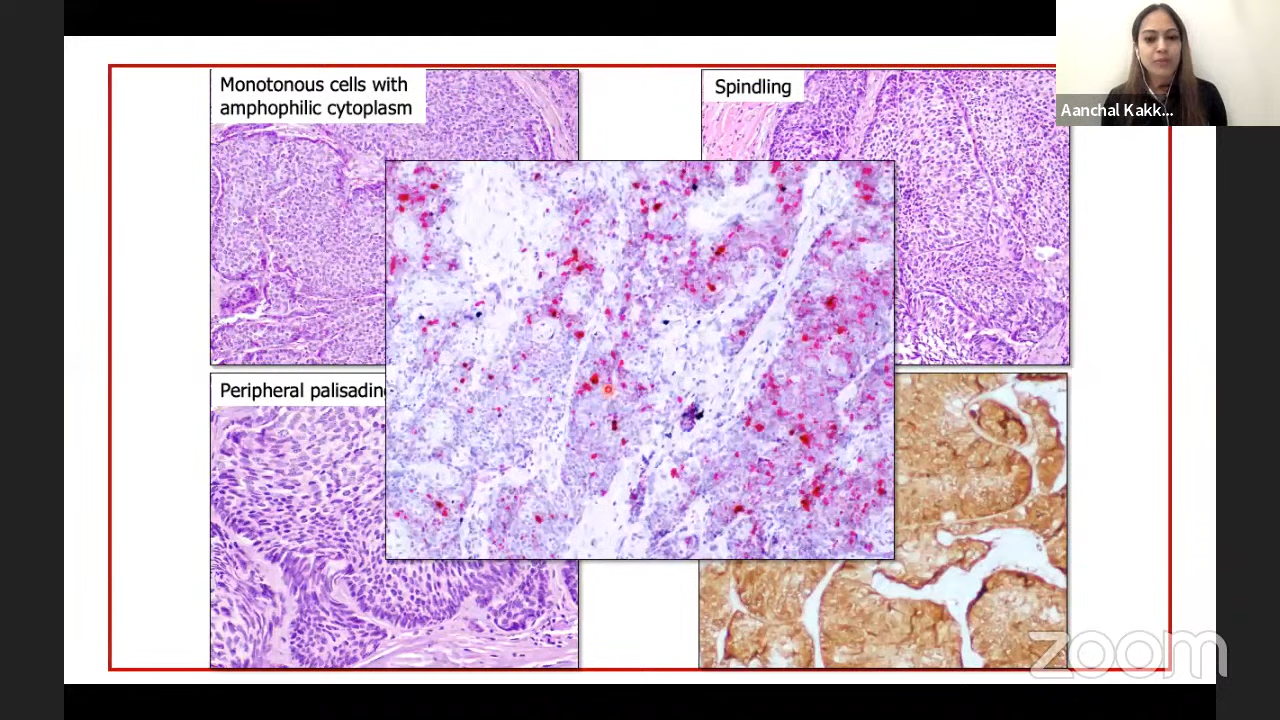 Monotonous cells with
amphophilic cytoplasm
Spindling
Aanchal Kakk...
Peripheral palisadin
zoom